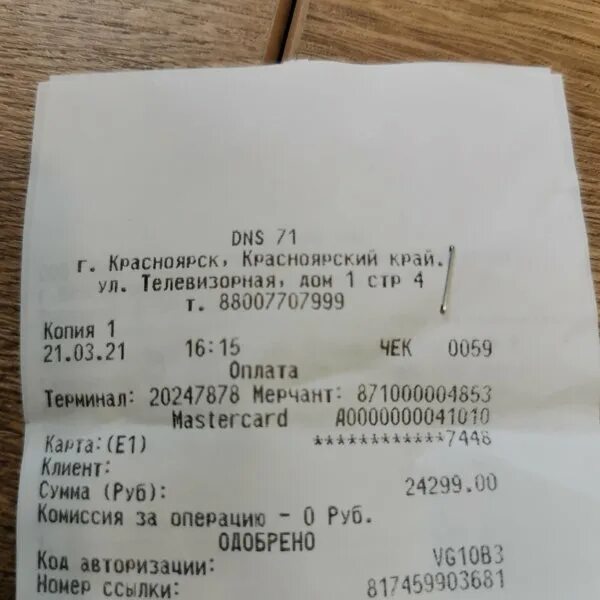 DNS 71
г. Красноярск, Красноярский край.
ул. Телевизорная, дом 1 стр 4
т. 88007707999
Копия 1
21.03.21 16:15 ЧЕК 0059
Оплата
Терминал: 20247878 Мерчант: 871000004853
Mastercard A0000000041010
Карта:(E1) ************7448
Клиент:
Сумма (Руб): 24299.00
Комиссия за операцию - 0 Руб.
ОДОБРЕНО
Код авторизации: VG10B3
Номер ссылки: 817459903681